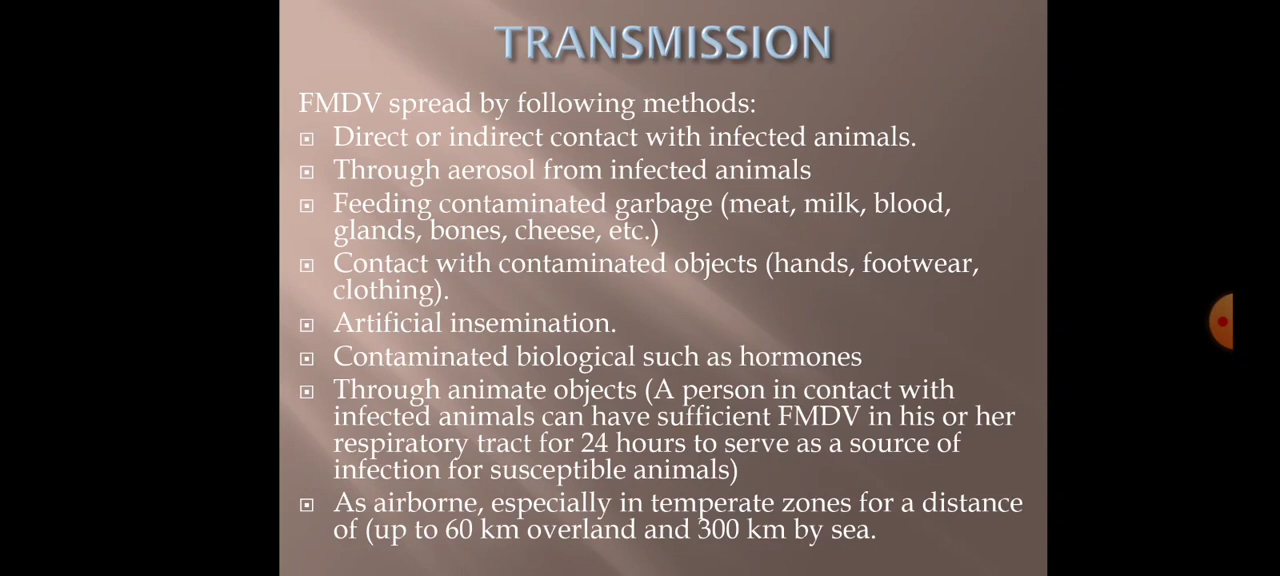 TRANSMISSION
FMDV spread by following methods:
Direct or indirect contact with infected animals.
Through aerosol from infected animals
Feeding contaminated garbage (meat, milk, blood,
glands, bones, cheese, etc.)
Contact with contaminated objects (hands, footwear,
clothing).
Artificial insemination.
Contaminated biological such as hormones
Through animate objects (A person in contact with
infected animals can have sufficient FMDV in his or her
respiratory tract for 24 hours to serve as a source of
infection for susceptible animals)
As airborne, especially in temperate zones for a distance
of (up to 60 km overland and 300 km by sea.